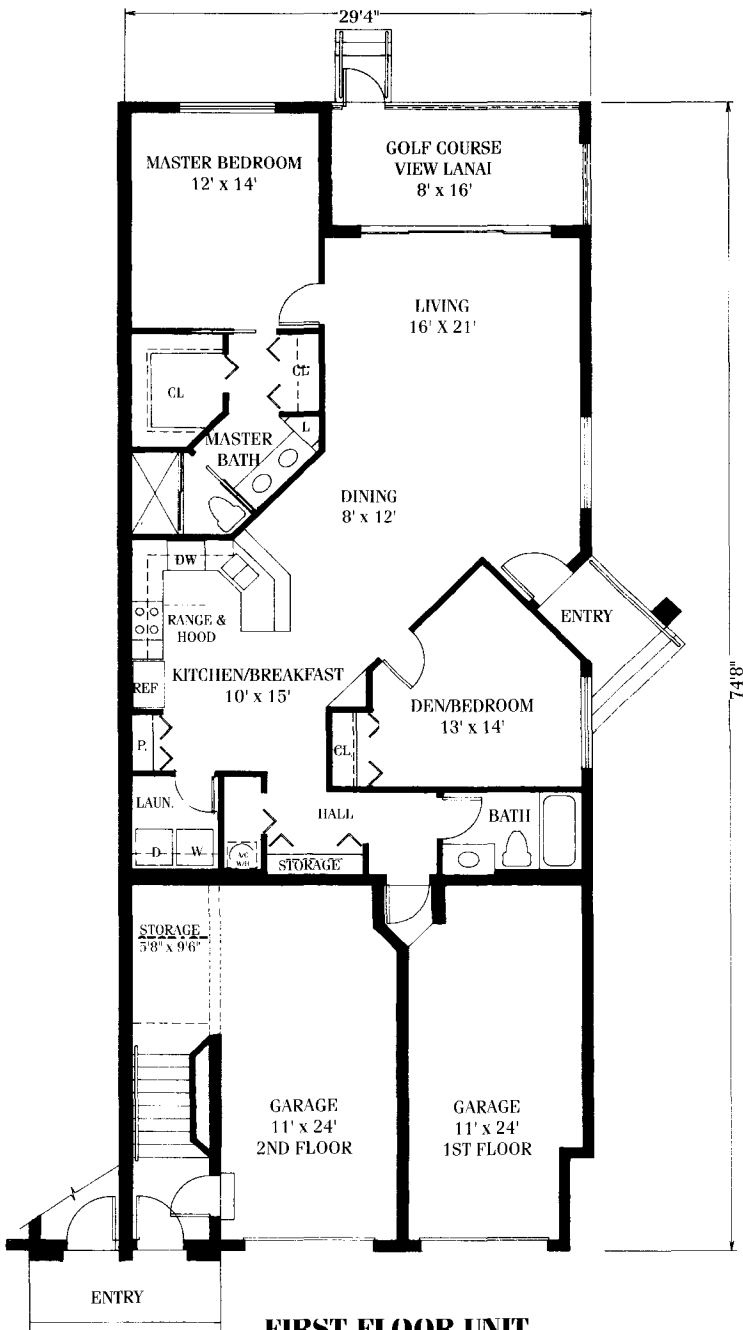 29'4"
MASTER BEDROOM
12' x 14'
GOLF COURSE
VIEW LANAI
8' x 16'
LIVING
16' X 21'
CL
CL
L
MASTER
BATH
DINING
8' x 12'
DW
RANGE &
HOOD
ENTRY
KITCHEN/BREAKFAST
10' x 15'
REF
74'8"
DEN/BEDROOM
13' x 14'
P.
CL
LAUN.
HALL
BATH
D
W
A/C
W/H
STORAGE
STORAGE
5'8" x 9'6"
GARAGE
11' x 24'
2ND FLOOR
GARAGE
11' x 24'
1ST FLOOR
ENTRY
FIRST FLOOR UNIT